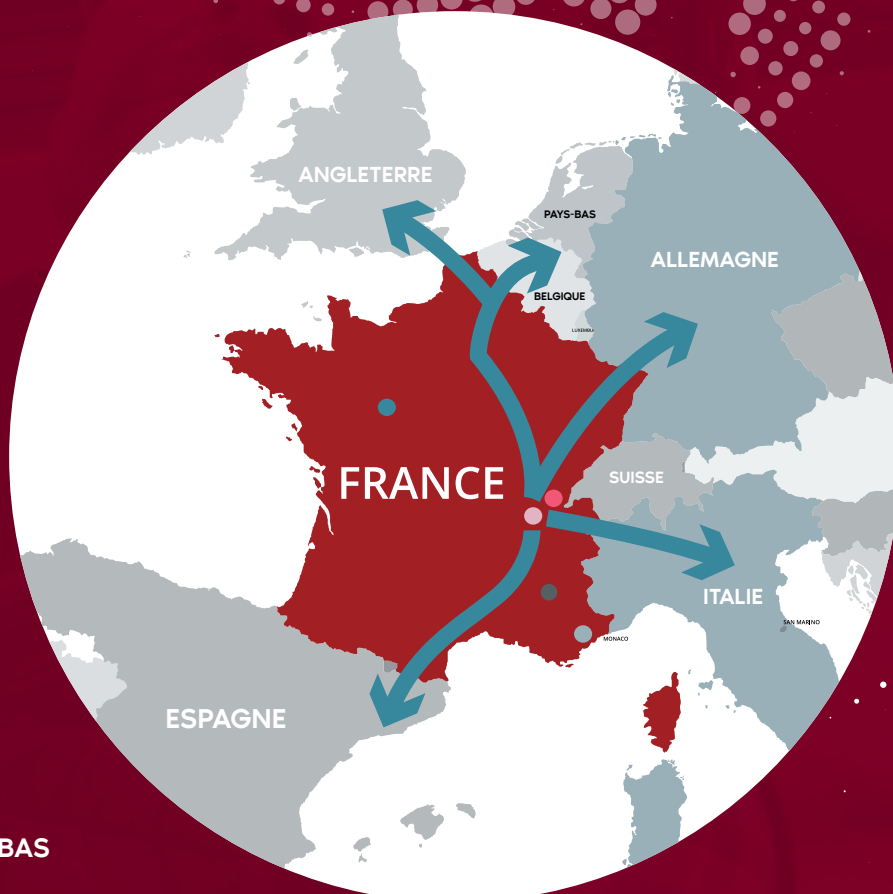 ANGLETERRE
PAYS-BAS
ALLEMAGNE
BELGIQUE
FRANCE
SUISSE
ITALIE
SAN MARINO
MONACO
ESPAGNE
BAS